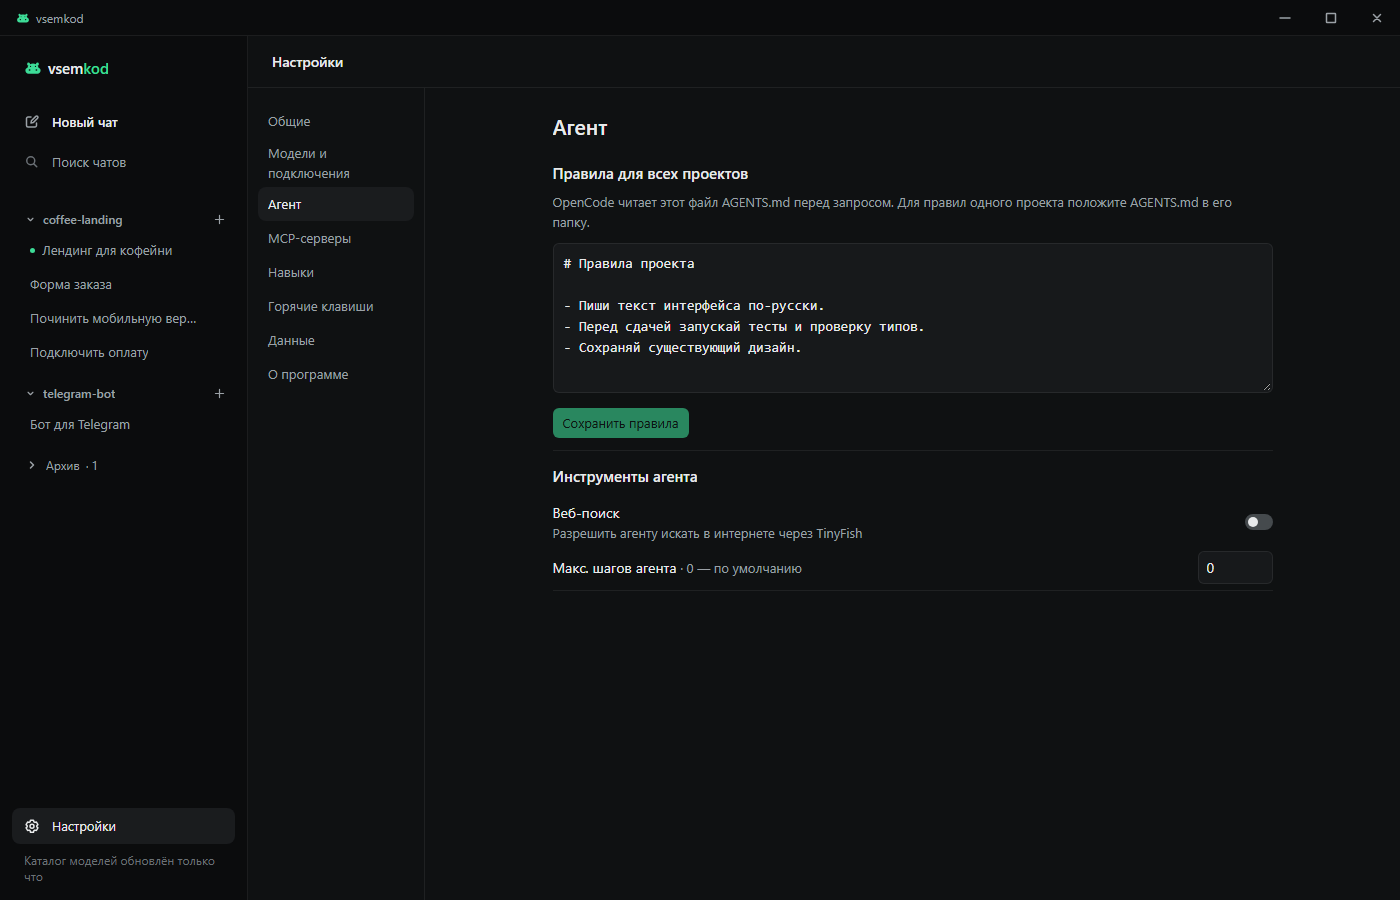 vsemkod
vsemkod
Новый чат
Поиск чатов
coffee-landing
Лендинг для кофейни
Форма заказа
Починить мобильную вер...
Подключить оплату
telegram-bot
Бот для Telegram
Архив · 1
Настройки
Каталог моделей обновлён только
что
Настройки
Общие
Модели и
подключения
Агент
MCP-серверы
Навыки
Горячие клавиши
Данные
О программе
Агент
Правила для всех проектов
OpenCode читает этот файл AGENTS.md перед запросом. Для правил одного проекта положите AGENTS.md в его
папку.
# Правила проекта
- Пиши текст интерфейса по-русски.
- Перед сдачей запускай тесты и проверку типов.
- Сохраняй существующий дизайн.
Сохранить правила
Инструменты агента
Веб-поиск
Разрешить агенту искать в интернете через TinyFish
Макс. шагов агента · 0 — по умолчанию
0